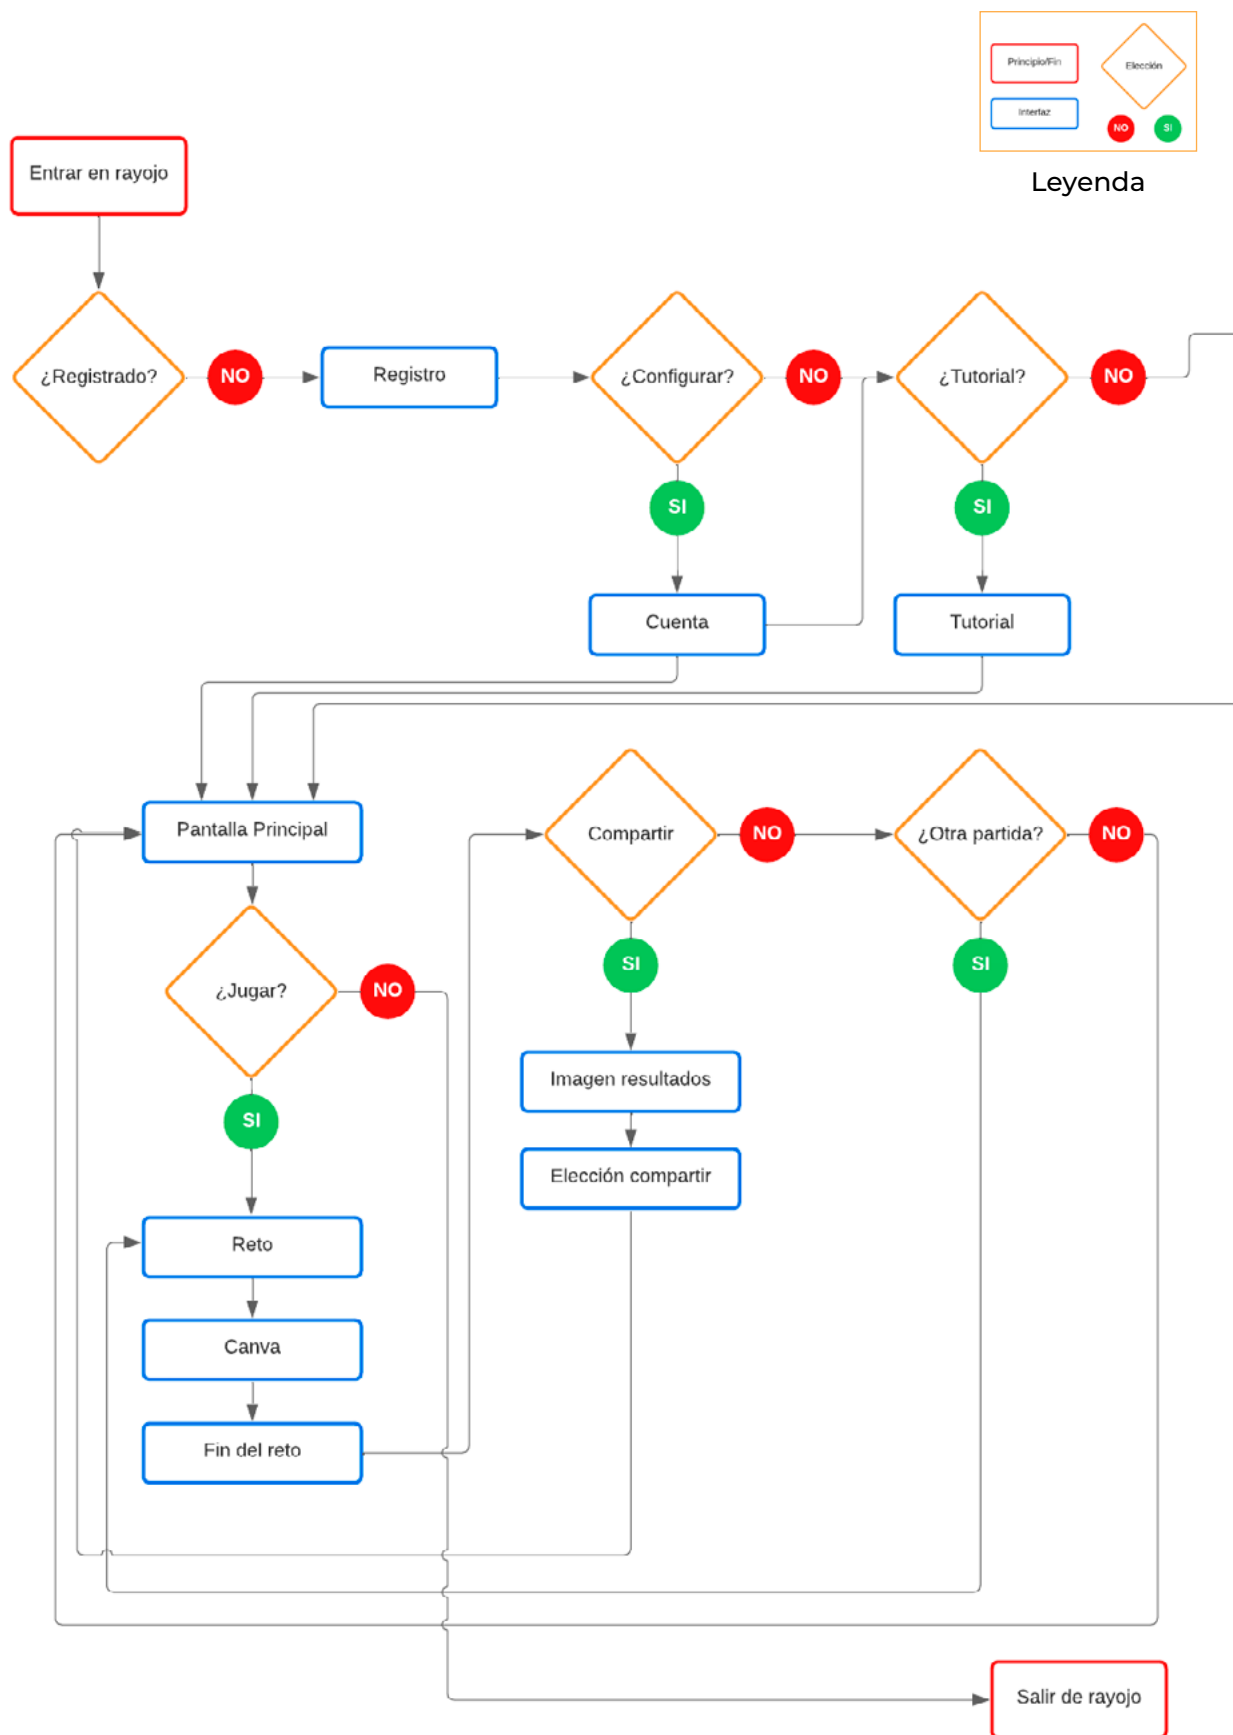 Principio/Fin
Elección
Interfaz
NO
SI
Leyenda
Entrar en rayojo
¿Registrado?
NO
Registro
¿Configurar?
NO
¿Tutorial?
NO
SI
SI
Cuenta
Tutorial
Pantalla Principal
Compartir
NO
¿Otra partida?
NO
¿Jugar?
NO
SI
SI
SI
Imagen resultados
Elección compartir
Reto
Canva
Fin del reto
Salir de rayojo